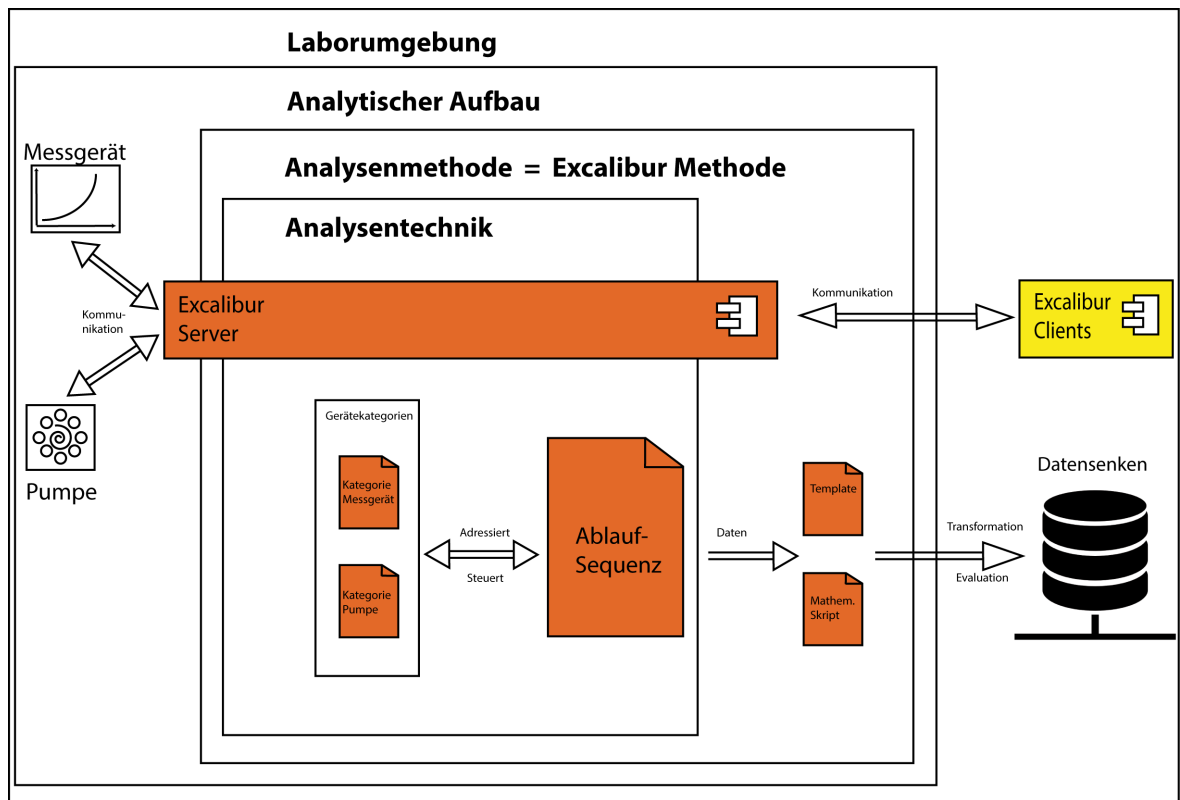 Laborumgebung
Analytischer Aufbau
Messgerät
Analysenmethode = Excalibur Methode
Analysentechnik
Kommu-
nikation
Excalibur
Server
Kommunikation
Excalibur
Clients
Pumpe
Gerätekategorien
Kategorie
Messgerät
Kategorie
Pumpe
Adressiert
Steuert
Ablauf-
Sequenz
Daten
Template
Mathem.
Skript
Transformation
Evaluation
Datensenken